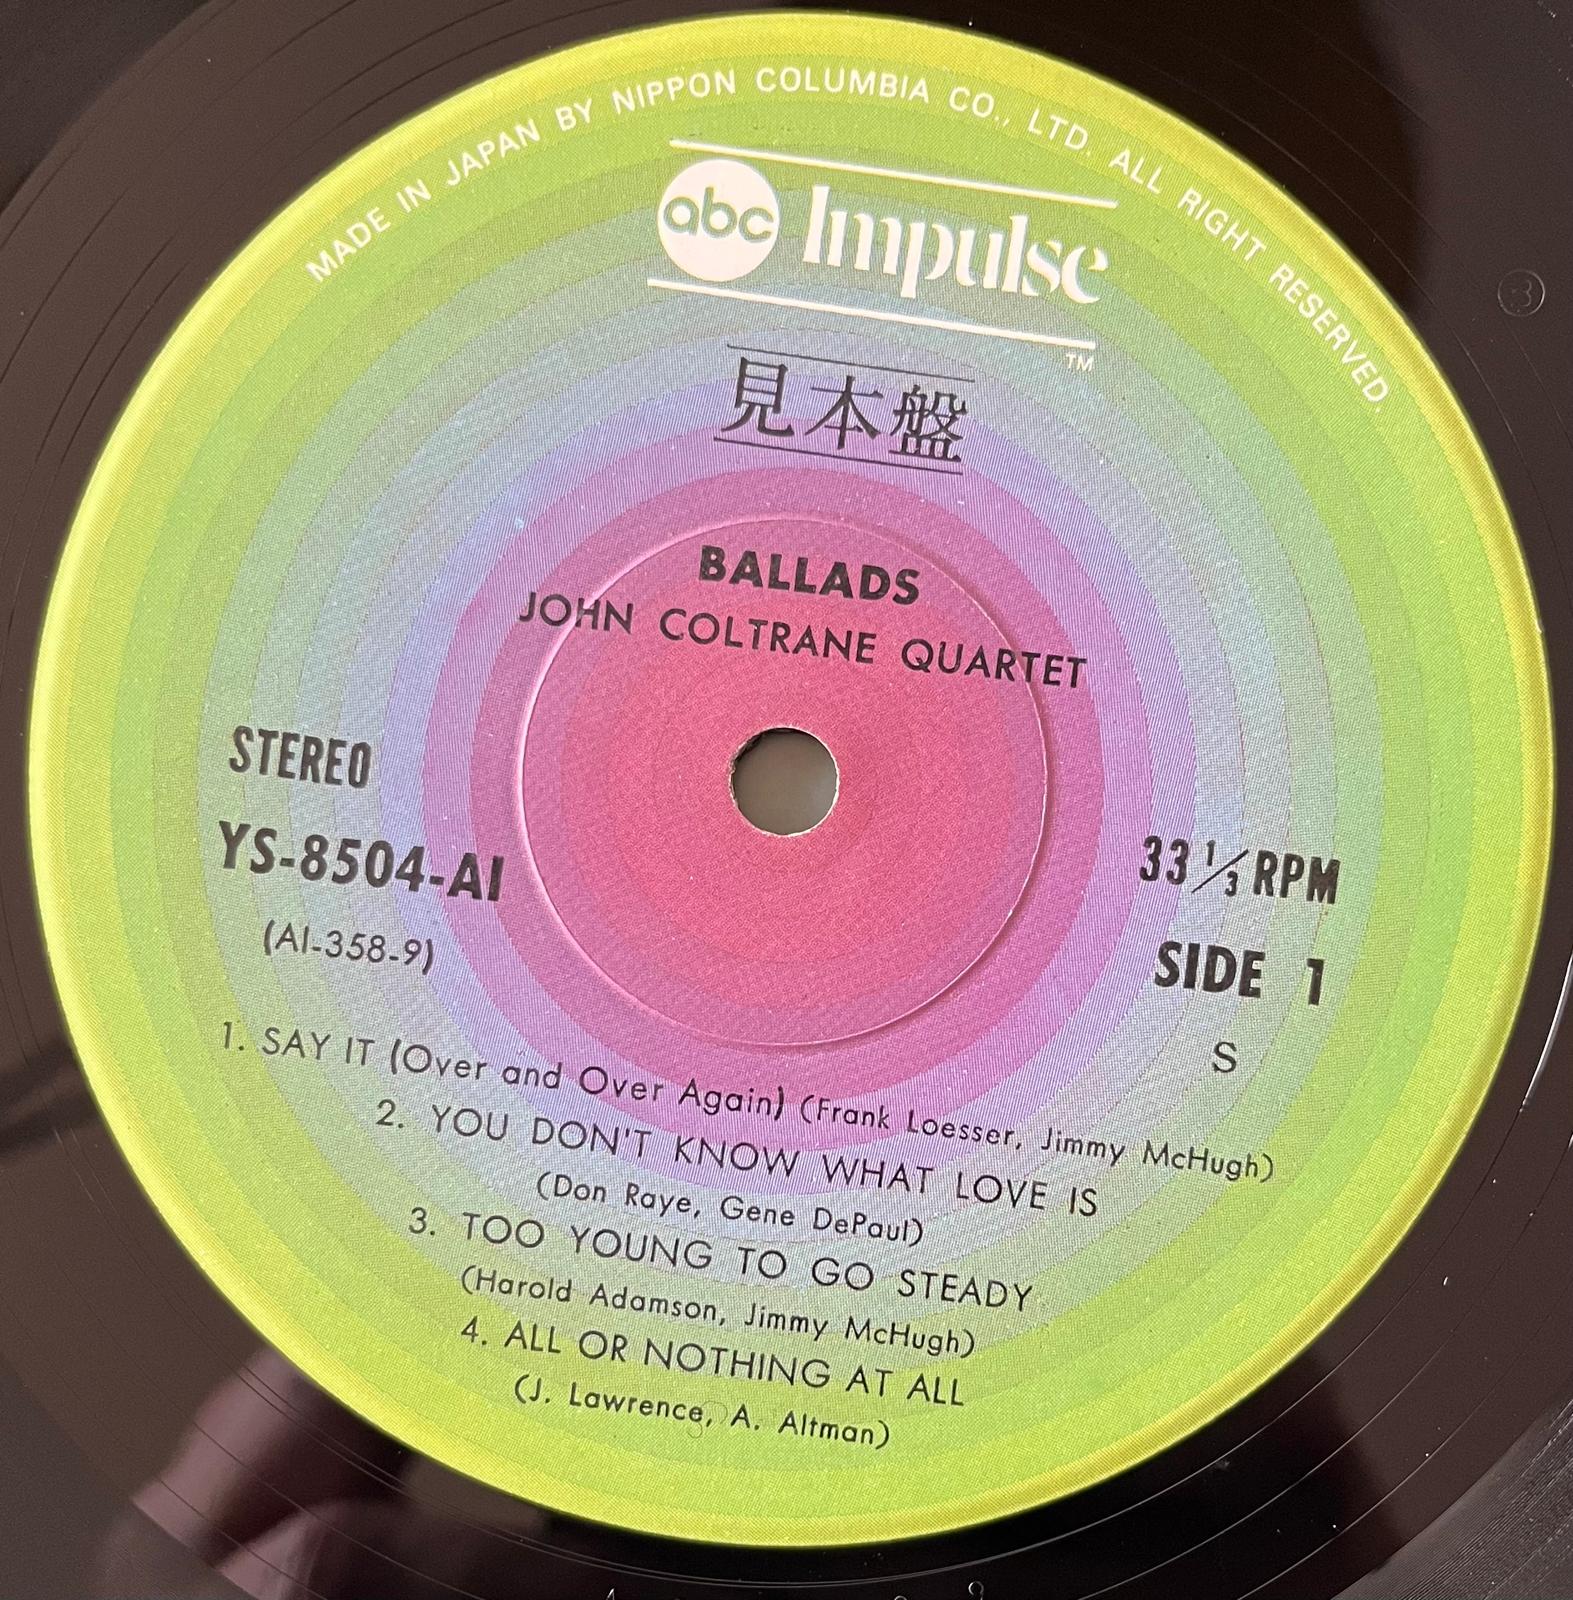 MADE IN JAPAN BY NIPPON COLUMBIA CO., LTD. ALL RIGHT RESERVED.
abc Impulse
TM
見本盤
BALLADS
JOHN COLTRANE QUARTET
STEREO
YS-8504-AI
(AI-358-9)
33 1/3 RPM
SIDE 1
S
1. SAY IT (Over and Over Again) (Frank Loesser, Jimmy McHugh)
2. YOU DON'T KNOW WHAT LOVE IS
(Don Raye, Gene DePaul)
3. TOO YOUNG TO GO STEADY
(Harold Adamson, Jimmy McHugh)
4. ALL OR NOTHING AT ALL
(J. Lawrence, A. Altman)